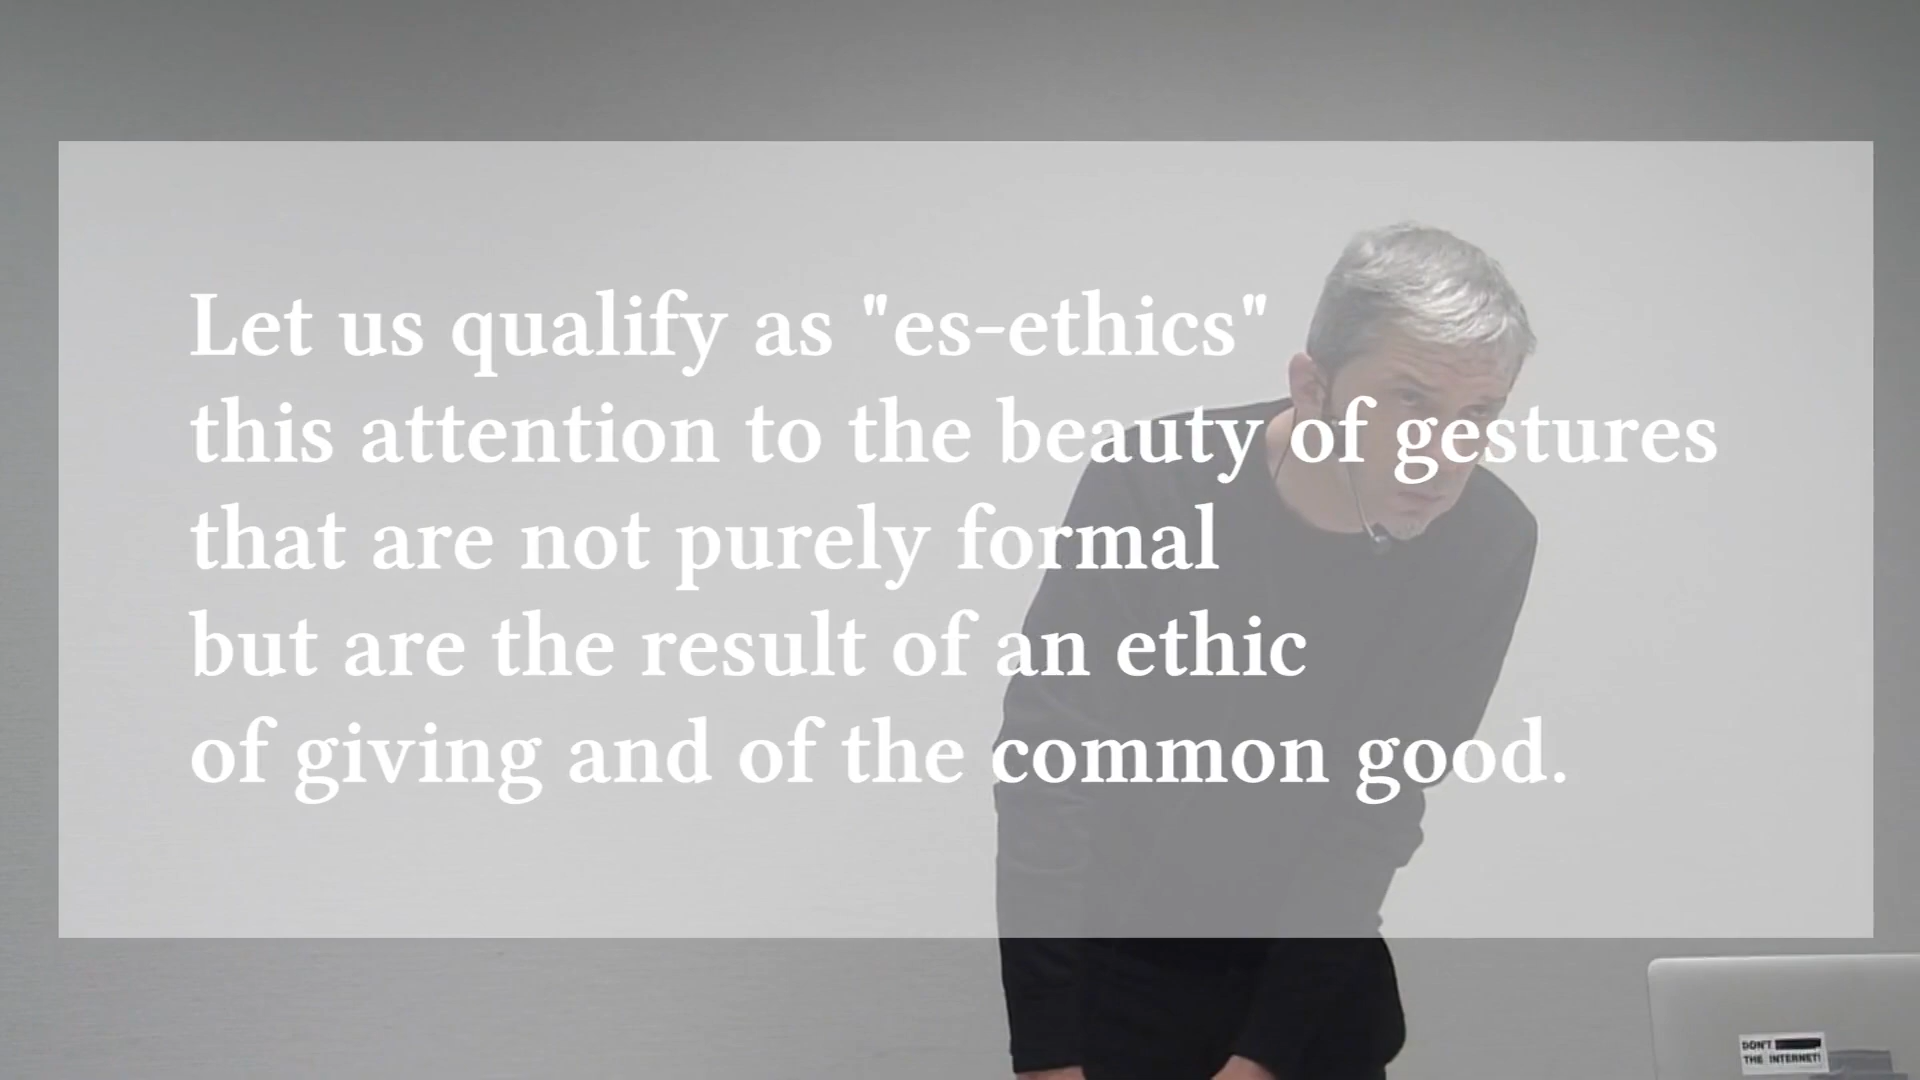 Let us qualify as "es-ethics"
this attention to the beauty of gestures
that are not purely formal
but are the result of an ethic
of giving and of the common good.
DON'T
THE INTERNET!